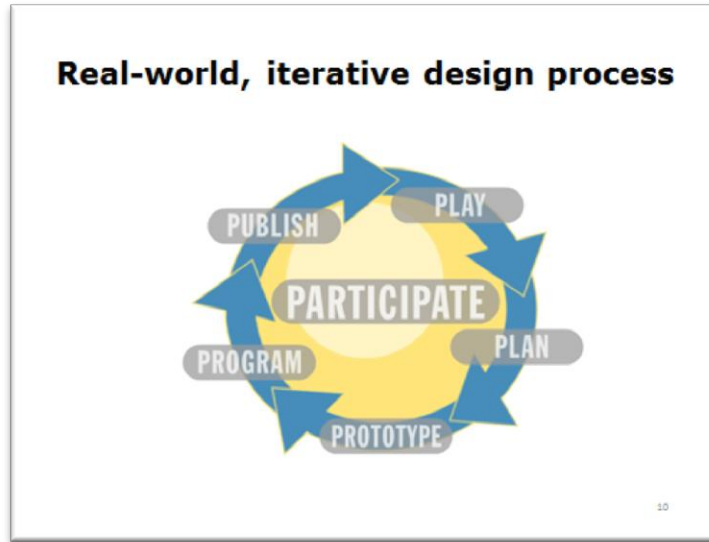 Real-world, iterative design process
PUBLISH
PLAY
PARTICIPATE
PROGRAM
PLAN
PROTOTYPE
10